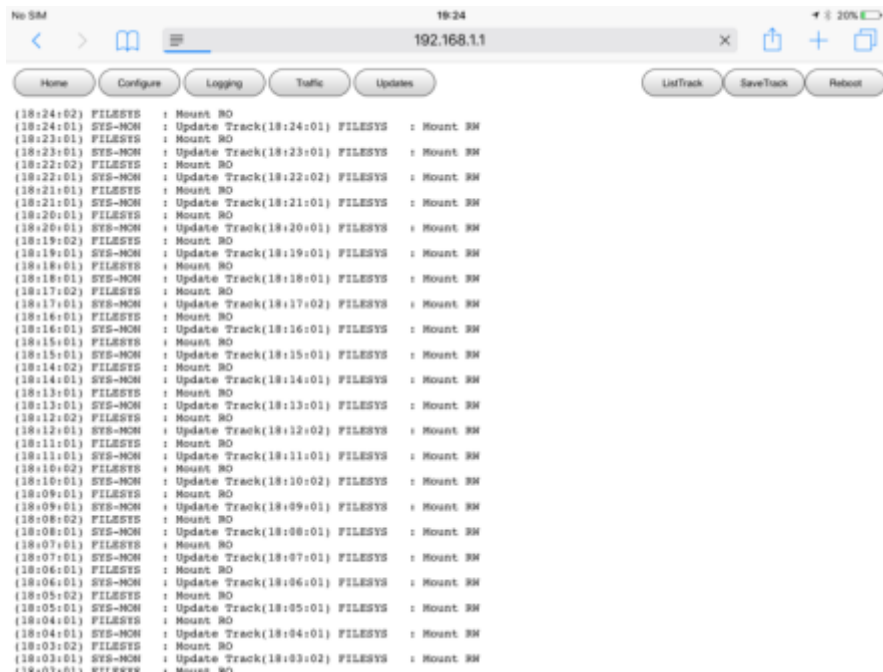 No SIM 19:24 20%
192.168.1.1
Home Configure Logging Traffic Updates ListTrack SaveTrack Reboot
(18:24:02) FILESYS : Mount RO
(18:24:01) SYS-MON : Update Track(18:24:01) FILESYS : Mount RW
(18:23:01) FILESYS : Mount RO
(18:23:01) SYS-MON : Update Track(18:23:01) FILESYS : Mount RW
(18:22:02) FILESYS : Mount RO
(18:22:01) SYS-MON : Update Track(18:22:02) FILESYS : Mount RW
(18:21:01) FILESYS : Mount RO
(18:21:01) SYS-MON : Update Track(18:21:01) FILESYS : Mount RW
(18:20:01) FILESYS : Mount RO
(18:20:01) SYS-MON : Update Track(18:20:01) FILESYS : Mount RW
(18:19:02) FILESYS : Mount RO
(18:19:01) SYS-MON : Update Track(18:19:01) FILESYS : Mount RW
(18:18:01) FILESYS : Mount RO
(18:18:01) SYS-MON : Update Track(18:18:01) FILESYS : Mount RW
(18:17:02) FILESYS : Mount RO
(18:17:01) SYS-MON : Update Track(18:17:02) FILESYS : Mount RW
(18:16:01) FILESYS : Mount RO
(18:16:01) SYS-MON : Update Track(18:16:01) FILESYS : Mount RW
(18:15:01) FILESYS : Mount RO
(18:15:01) SYS-MON : Update Track(18:15:01) FILESYS : Mount RW
(18:14:02) FILESYS : Mount RO
(18:14:01) SYS-MON : Update Track(18:14:01) FILESYS : Mount RW
(18:13:01) FILESYS : Mount RO
(18:13:01) SYS-MON : Update Track(18:13:01) FILESYS : Mount RW
(18:12:02) FILESYS : Mount RO
(18:12:01) SYS-MON : Update Track(18:12:02) FILESYS : Mount RW
(18:11:01) FILESYS : Mount RO
(18:11:01) SYS-MON : Update Track(18:11:01) FILESYS : Mount RW
(18:10:02) FILESYS : Mount RO
(18:10:01) SYS-MON : Update Track(18:10:02) FILESYS : Mount RW
(18:09:01) FILESYS : Mount RO
(18:09:01) SYS-MON : Update Track(18:09:01) FILESYS : Mount RW
(18:08:02) FILESYS : Mount RO
(18:08:01) SYS-MON : Update Track(18:08:01) FILESYS : Mount RW
(18:07:01) FILESYS : Mount RO
(18:07:01) SYS-MON : Update Track(18:07:01) FILESYS : Mount RW
(18:06:01) FILESYS : Mount RO
(18:06:01) SYS-MON : Update Track(18:06:01) FILESYS : Mount RW
(18:05:02) FILESYS : Mount RO
(18:05:01) SYS-MON : Update Track(18:05:01) FILESYS : Mount RW
(18:04:01) FILESYS : Mount RO
(18:04:01) SYS-MON : Update Track(18:04:01) FILESYS : Mount RW
(18:03:02) FILESYS : Mount RO
(18:03:01) SYS-MON : Update Track(18:03:02) FILESYS : Mount RW
FILESYS : Mount RO